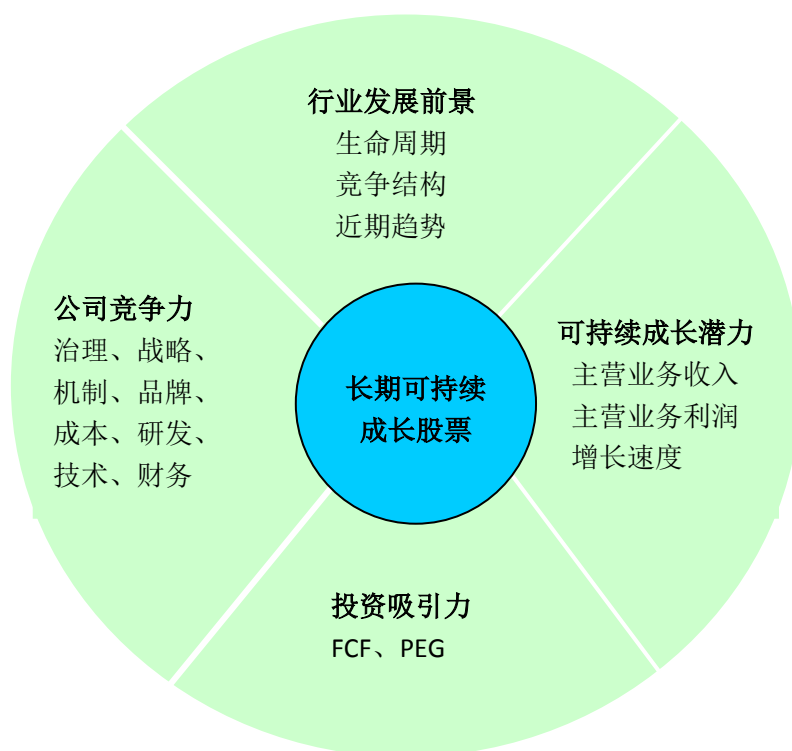 行业发展前景
生命周期
竞争结构
近期趋势
公司竞争力
治理、战略、
机制、品牌、
成本、研发、
技术、财务
长期可持续
成长股票
可持续成长潜力
主营业务收入
主营业务利润
增长速度
投资吸引力
FCF、PEG